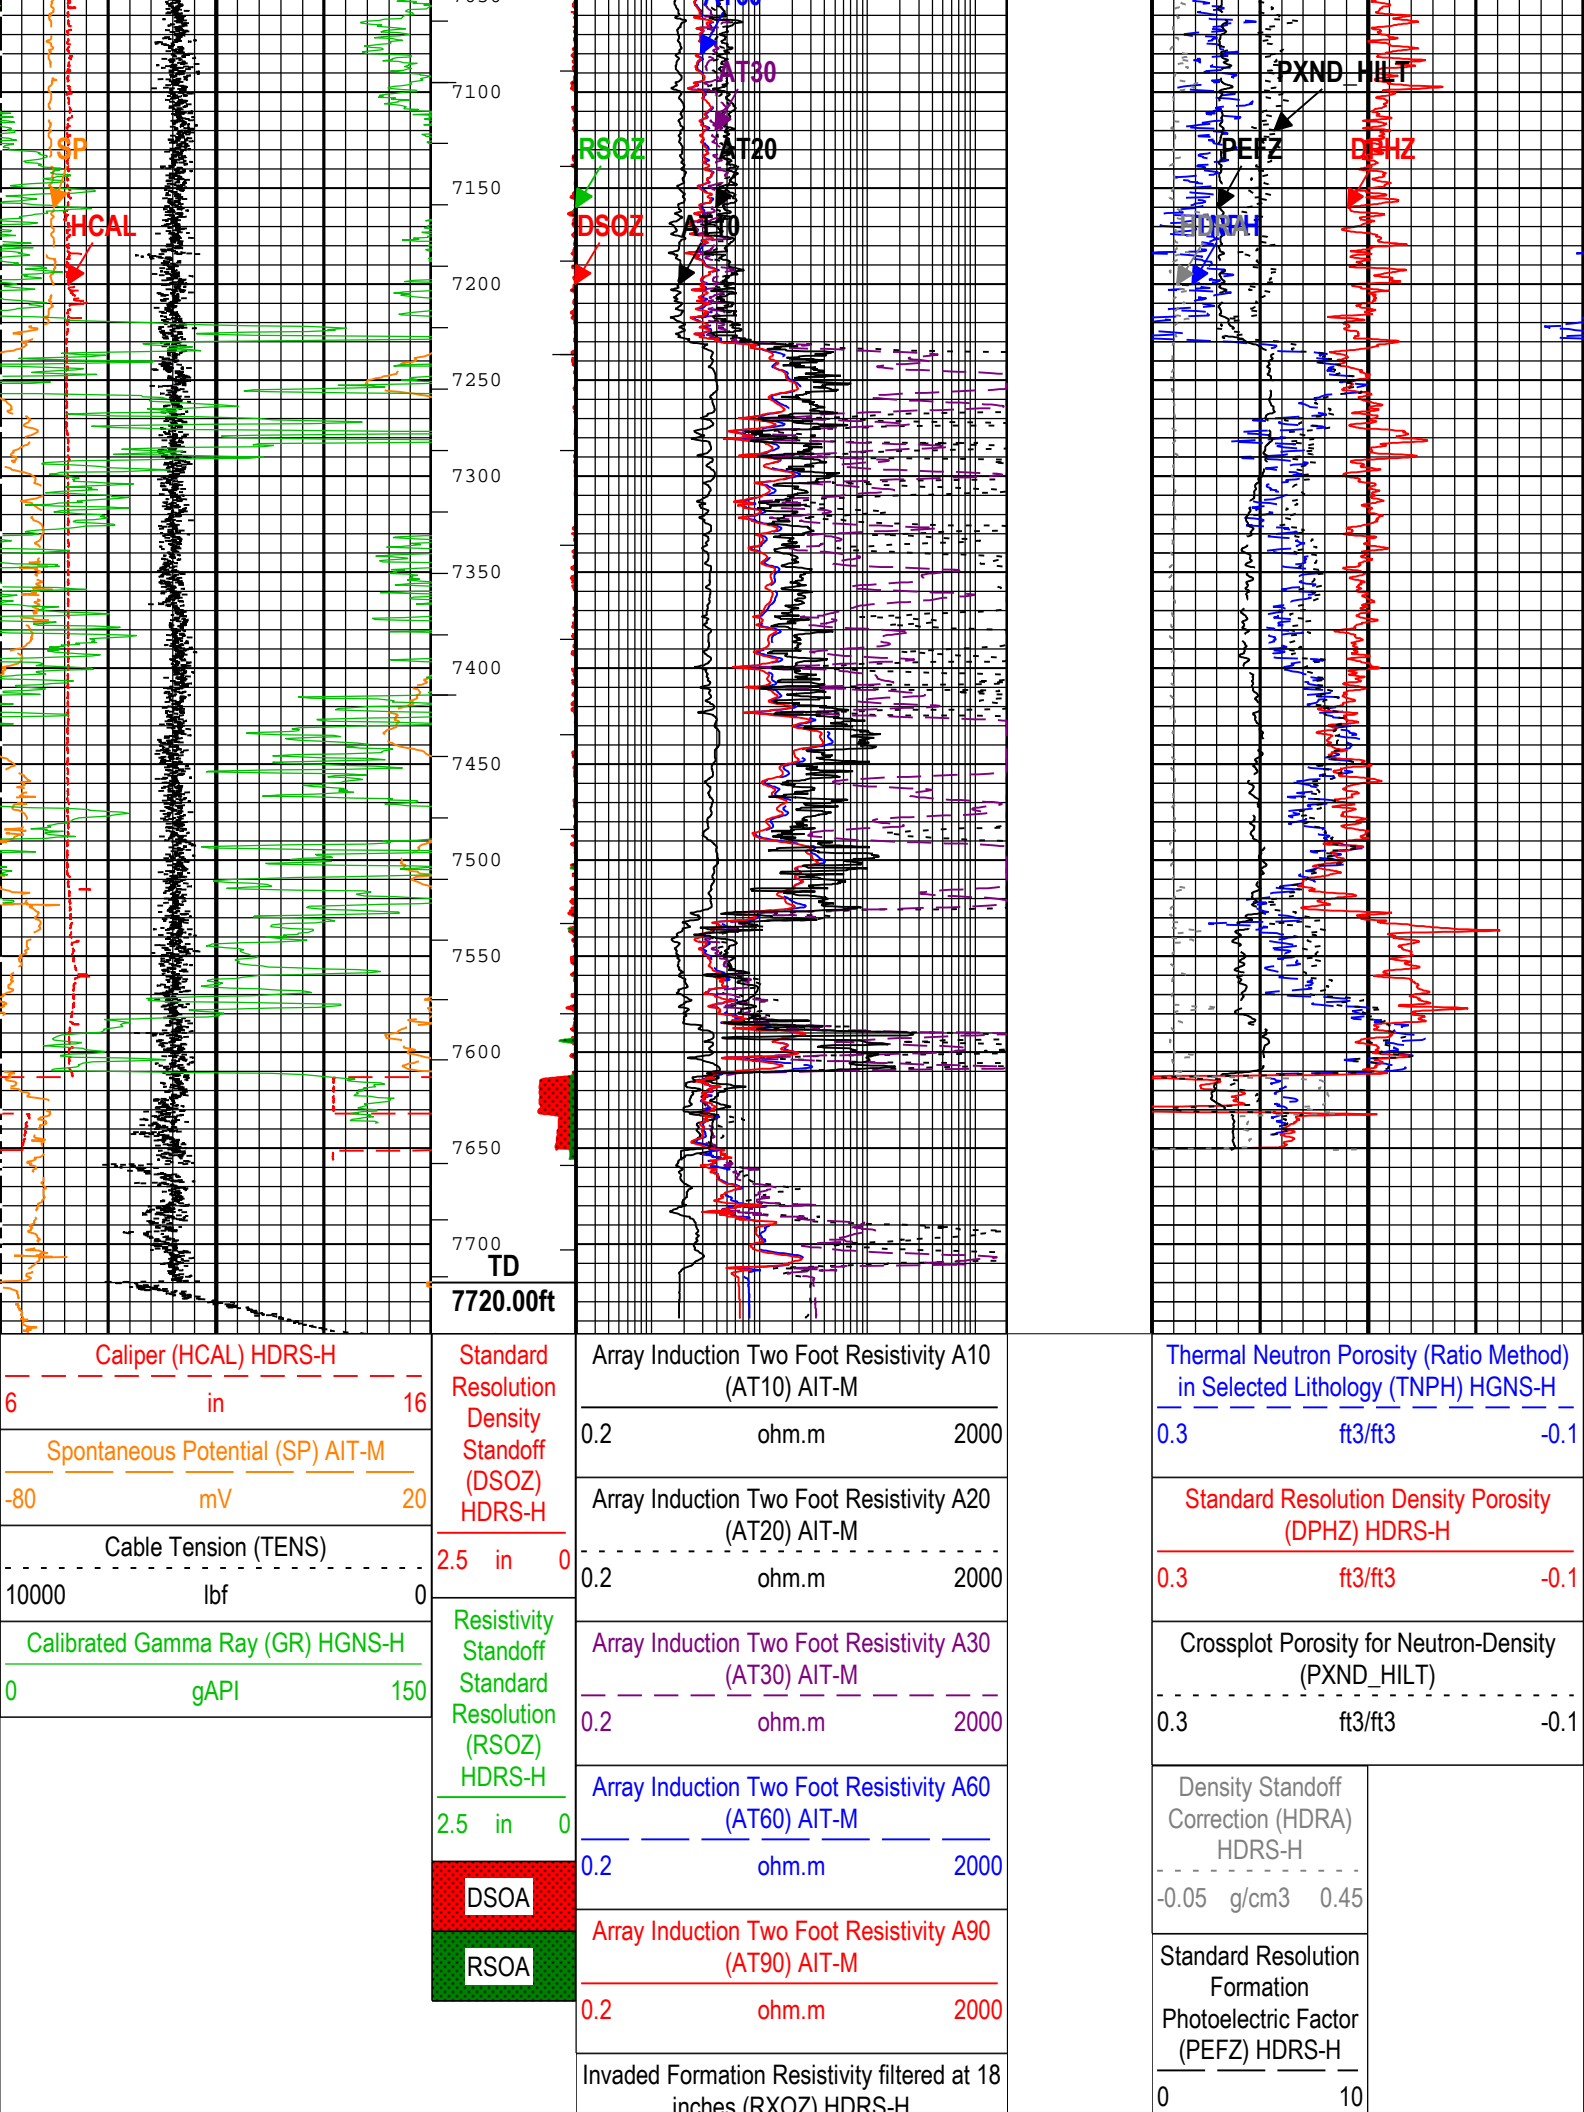 AT30
PXND_HILT
7100
SP
RSOZ
AT20
PEFZ
DPHZ
7150
HCAL
DSOZ
AT10
HDRA
7200
7250
7300
7350
7400
7450
7500
7550
7600
7650
7700
TD
7720.00ft
Caliper (HCAL) HDRS-H
6 in 16
Spontaneous Potential (SP) AIT-M
-80 mV 20
Cable Tension (TENS)
10000 lbf 0
Calibrated Gamma Ray (GR) HGNS-H
0 gAPI 150
Standard
Resolution
Density
Standoff
(DSOZ)
HDRS-H
2.5 in 0
Resistivity
Standoff
Standard
Resolution
(RSOZ)
HDRS-H
2.5 in 0
DSOA
RSOA
Array Induction Two Foot Resistivity A10
(AT10) AIT-M
0.2 ohm.m 2000
Array Induction Two Foot Resistivity A20
(AT20) AIT-M
0.2 ohm.m 2000
Array Induction Two Foot Resistivity A30
(AT30) AIT-M
0.2 ohm.m 2000
Array Induction Two Foot Resistivity A60
(AT60) AIT-M
0.2 ohm.m 2000
Array Induction Two Foot Resistivity A90
(AT90) AIT-M
0.2 ohm.m 2000
Invaded Formation Resistivity filtered at 18
inches (RXOZ) HDRS-H
Thermal Neutron Porosity (Ratio Method)
in Selected Lithology (TNPH) HGNS-H
0.3 ft3/ft3 -0.1
Standard Resolution Density Porosity
(DPHZ) HDRS-H
0.3 ft3/ft3 -0.1
Crossplot Porosity for Neutron-Density
(PXND_HILT)
0.3 ft3/ft3 -0.1
Density Standoff
Correction (HDRA)
HDRS-H
-0.05 g/cm3 0.45
Standard Resolution
Formation
Photoelectric Factor
(PEFZ) HDRS-H
0 10